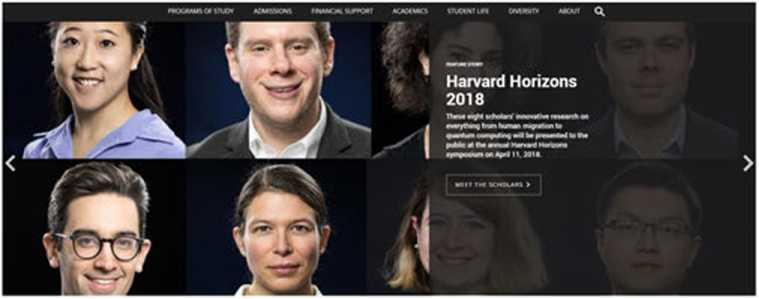 PROGRAMS OF STUDY ADMISSIONS FINANCIAL SUPPORT ACADEMICS STUDENT LIFE DIVERSITY ABOUT
FEATURE STORY
Harvard Horizons
2018
These eight scholars' innovative research on
everything from human migration to
quantum computing will be presented to the
public at the annual Harvard Horizons
symposium on April 11, 2018.
MEET THE SCHOLARS